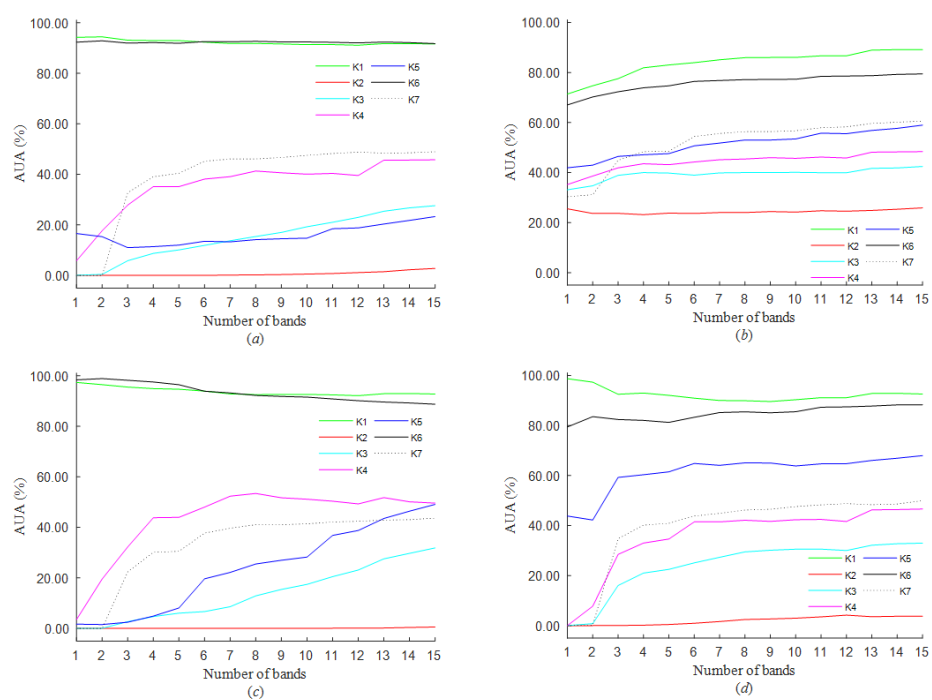 100.00
80.00
60.00
40.00
20.00
0.00
AUA (%)
K1 K5
K2 K6
K3 K7
K4
1 2 3 4 5 6 7 8 9 10 11 12 13 14 15
Number of bands
(a)
100.00
80.00
60.00
40.00
20.00
0.00
AUA (%)
K1 K5
K2 K6
K3 K7
K4
1 2 3 4 5 6 7 8 9 10 11 12 13 14 15
Number of bands
(b)
100.00
80.00
60.00
40.00
20.00
0.00
AUA (%)
K1 K5
K2 K6
K3 K7
K4
1 2 3 4 5 6 7 8 9 10 11 12 13 14 15
Number of bands
(c)
100.00
80.00
60.00
40.00
20.00
0.00
AUA (%)
K1 K5
K2 K6
K3 K7
K4
1 2 3 4 5 6 7 8 9 10 11 12 13 14 15
Number of bands
(d)